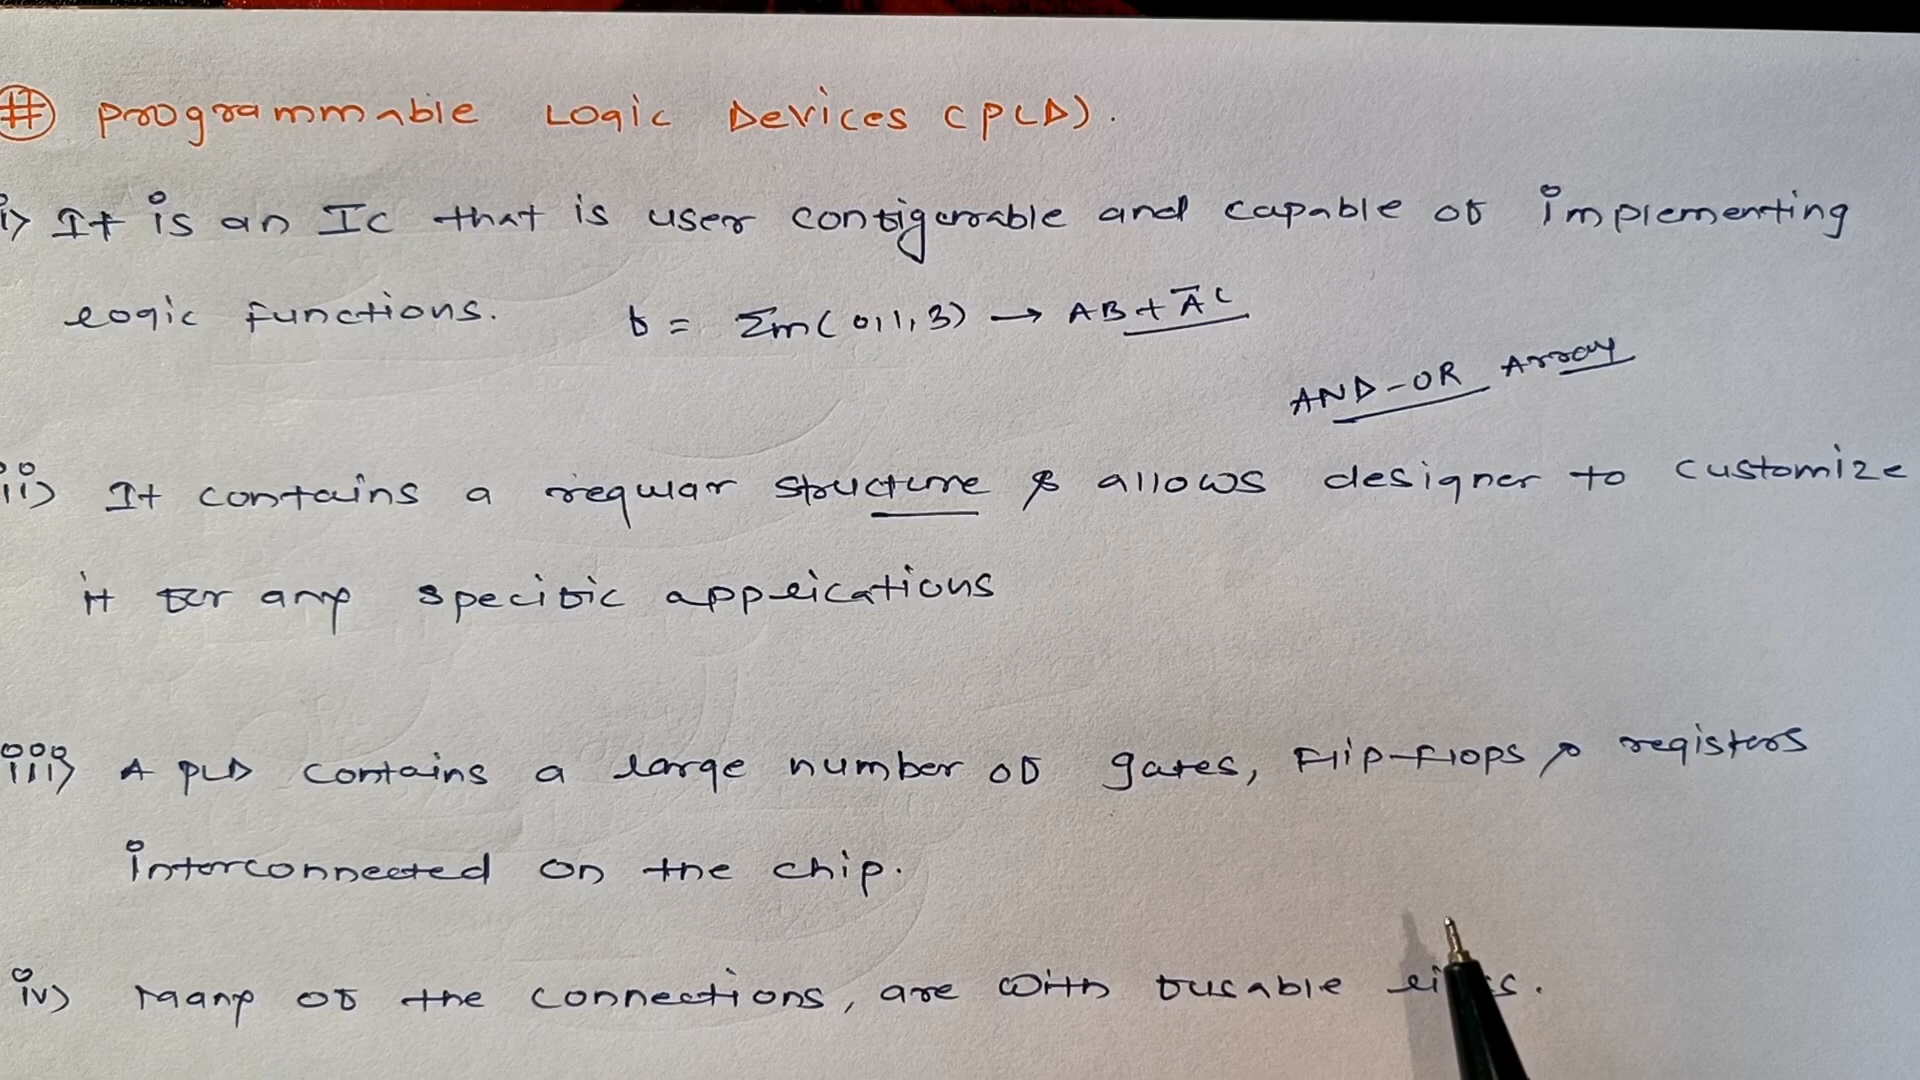 # Programmable Logic Devices (PLD).
i) It is an IC that is user configurable and capable of implementing
logic functions. f = Σm(0,1,3) → AB + A̅C
AND-OR Array
ii) It contains a regular structure & allows designer to customize
it for any specific applications
iii) A PLD contains a large number of gates, Flip-Flops & registers
interconnected on the chip.
iv) Many of the connections, are with fusable